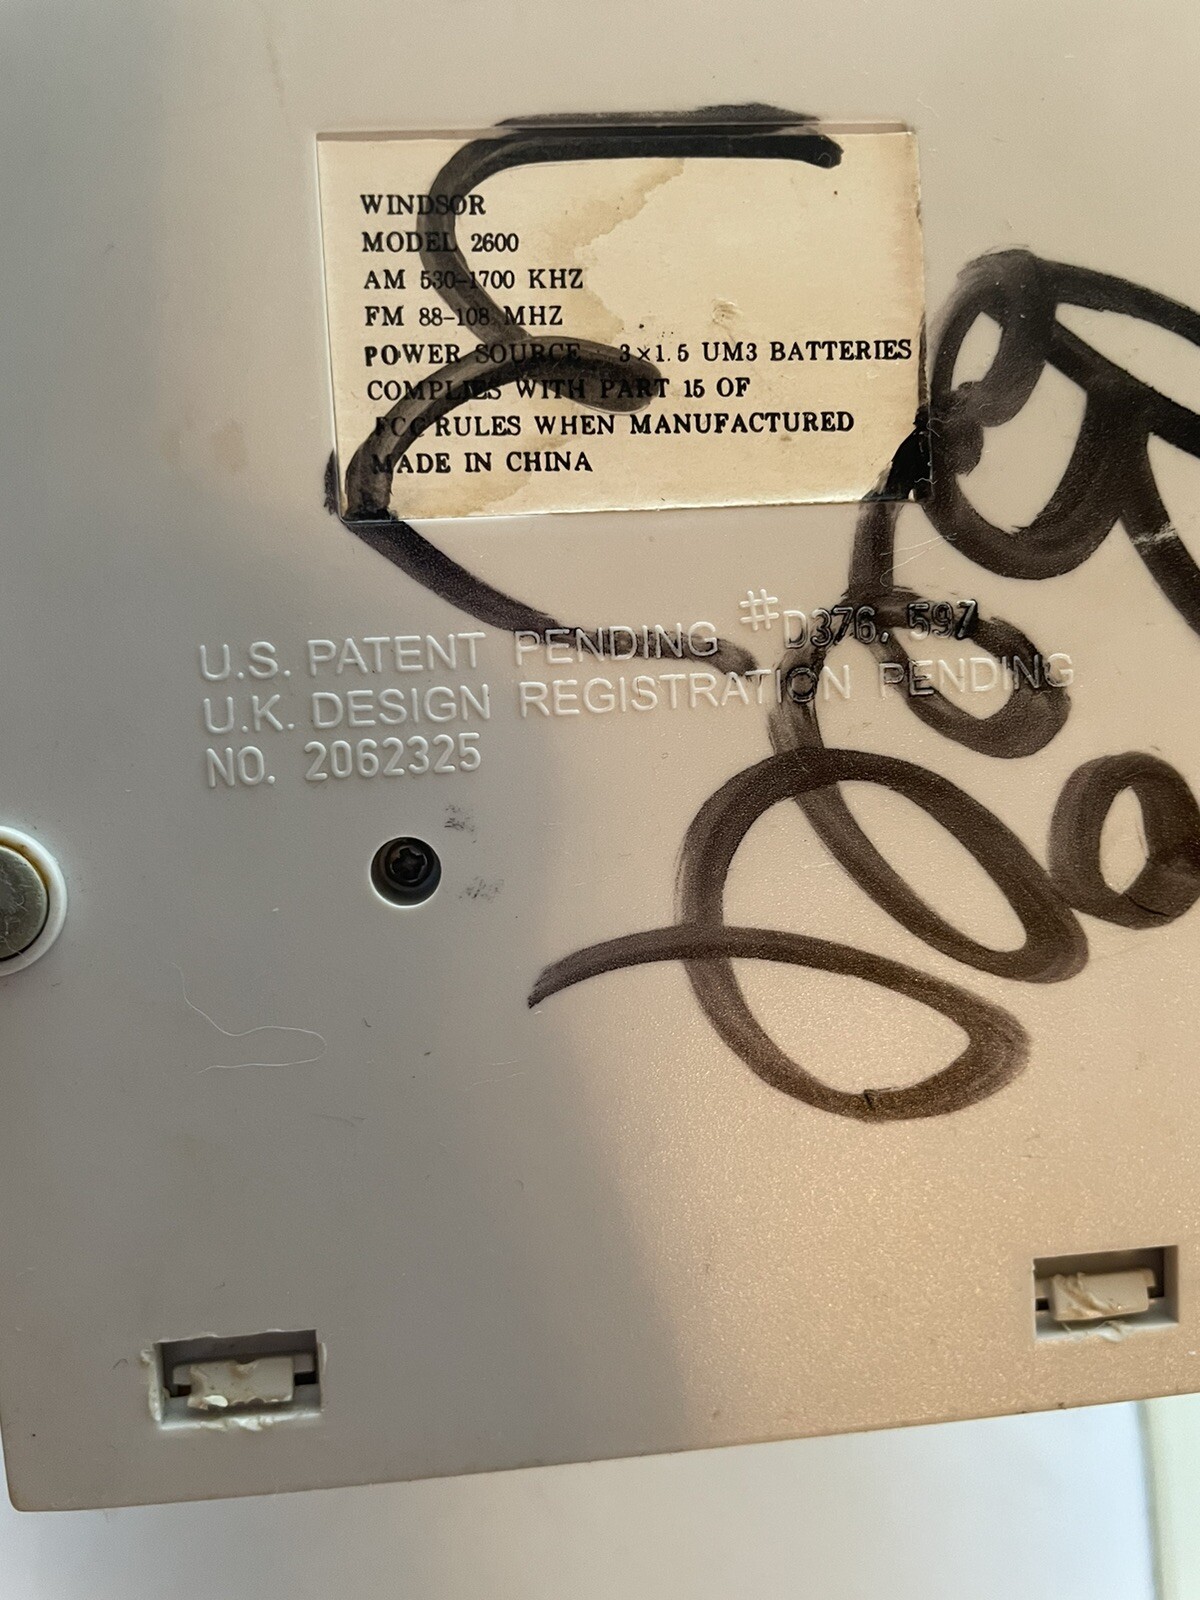 WINDSOR
MODEL 2600
AM 530-1700 KHZ
FM 88-108 MHZ
POWER SOURCE : 3×1.5 UM3 BATTERIES
COMPLIES WITH PART 15 OF
FCC RULES WHEN MANUFACTURED
MADE IN CHINA
U.S. PATENT PENDING #D376.597
U.K. DESIGN REGISTRATION PENDING
NO. 2062325